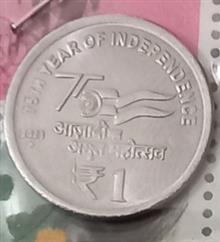 75TH YEAR OF INDEPENDENCE
75
आज़ादी का
अमृत महोत्सव
₹ 1